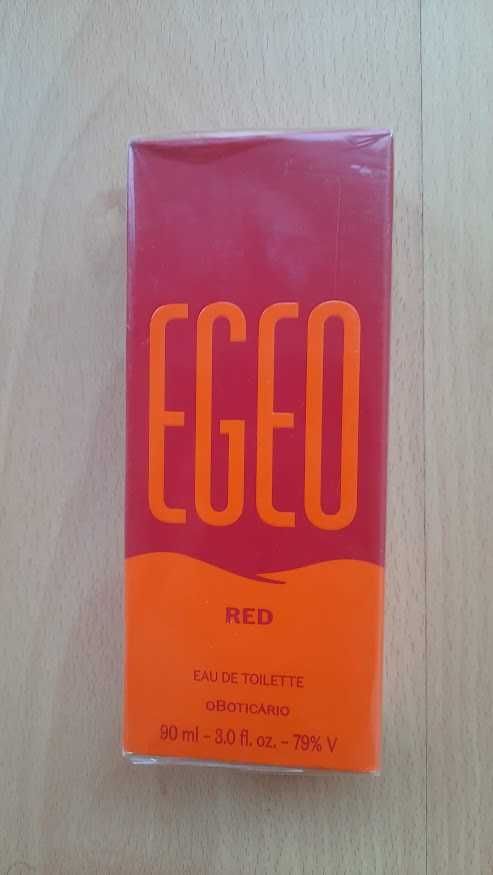 EGEO
RED
EAU DE TOILETTE
oBOTICÁRIO
90 ml - 3.0 fl. oz. - 79% V